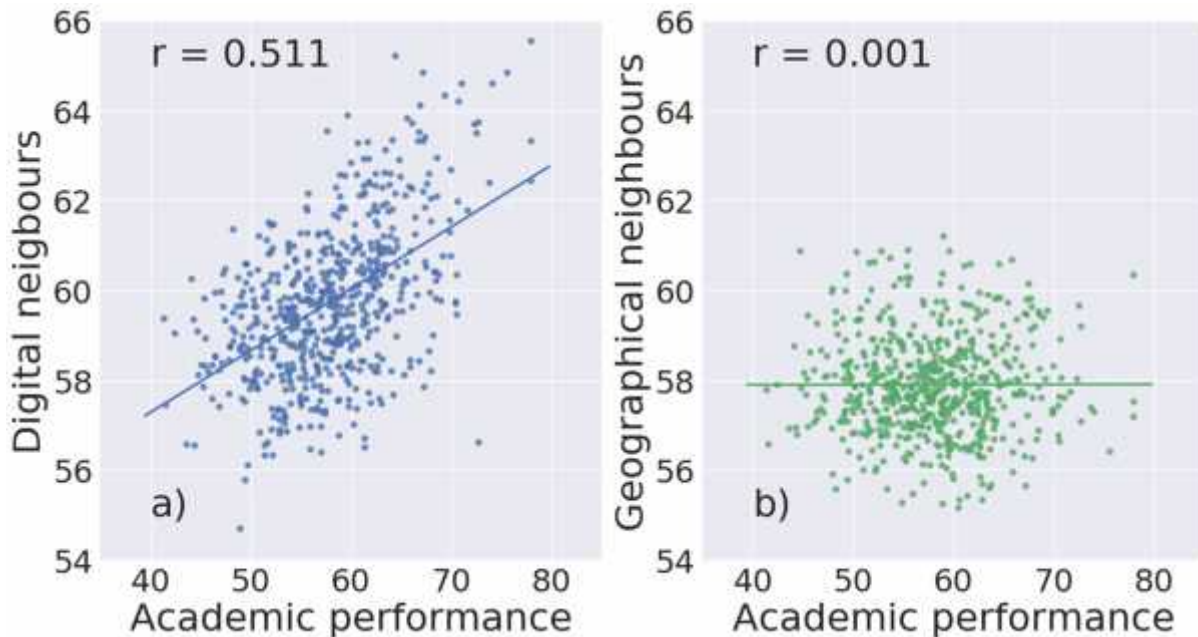 Digital neigbours
66
64
62
60
58
56
54
r = 0.511
a)
40 50 60 70 80
Academic performance
Geographical neighbours
66
64
62
60
58
56
54
r = 0.001
b)
40 50 60 70 80
Academic performance